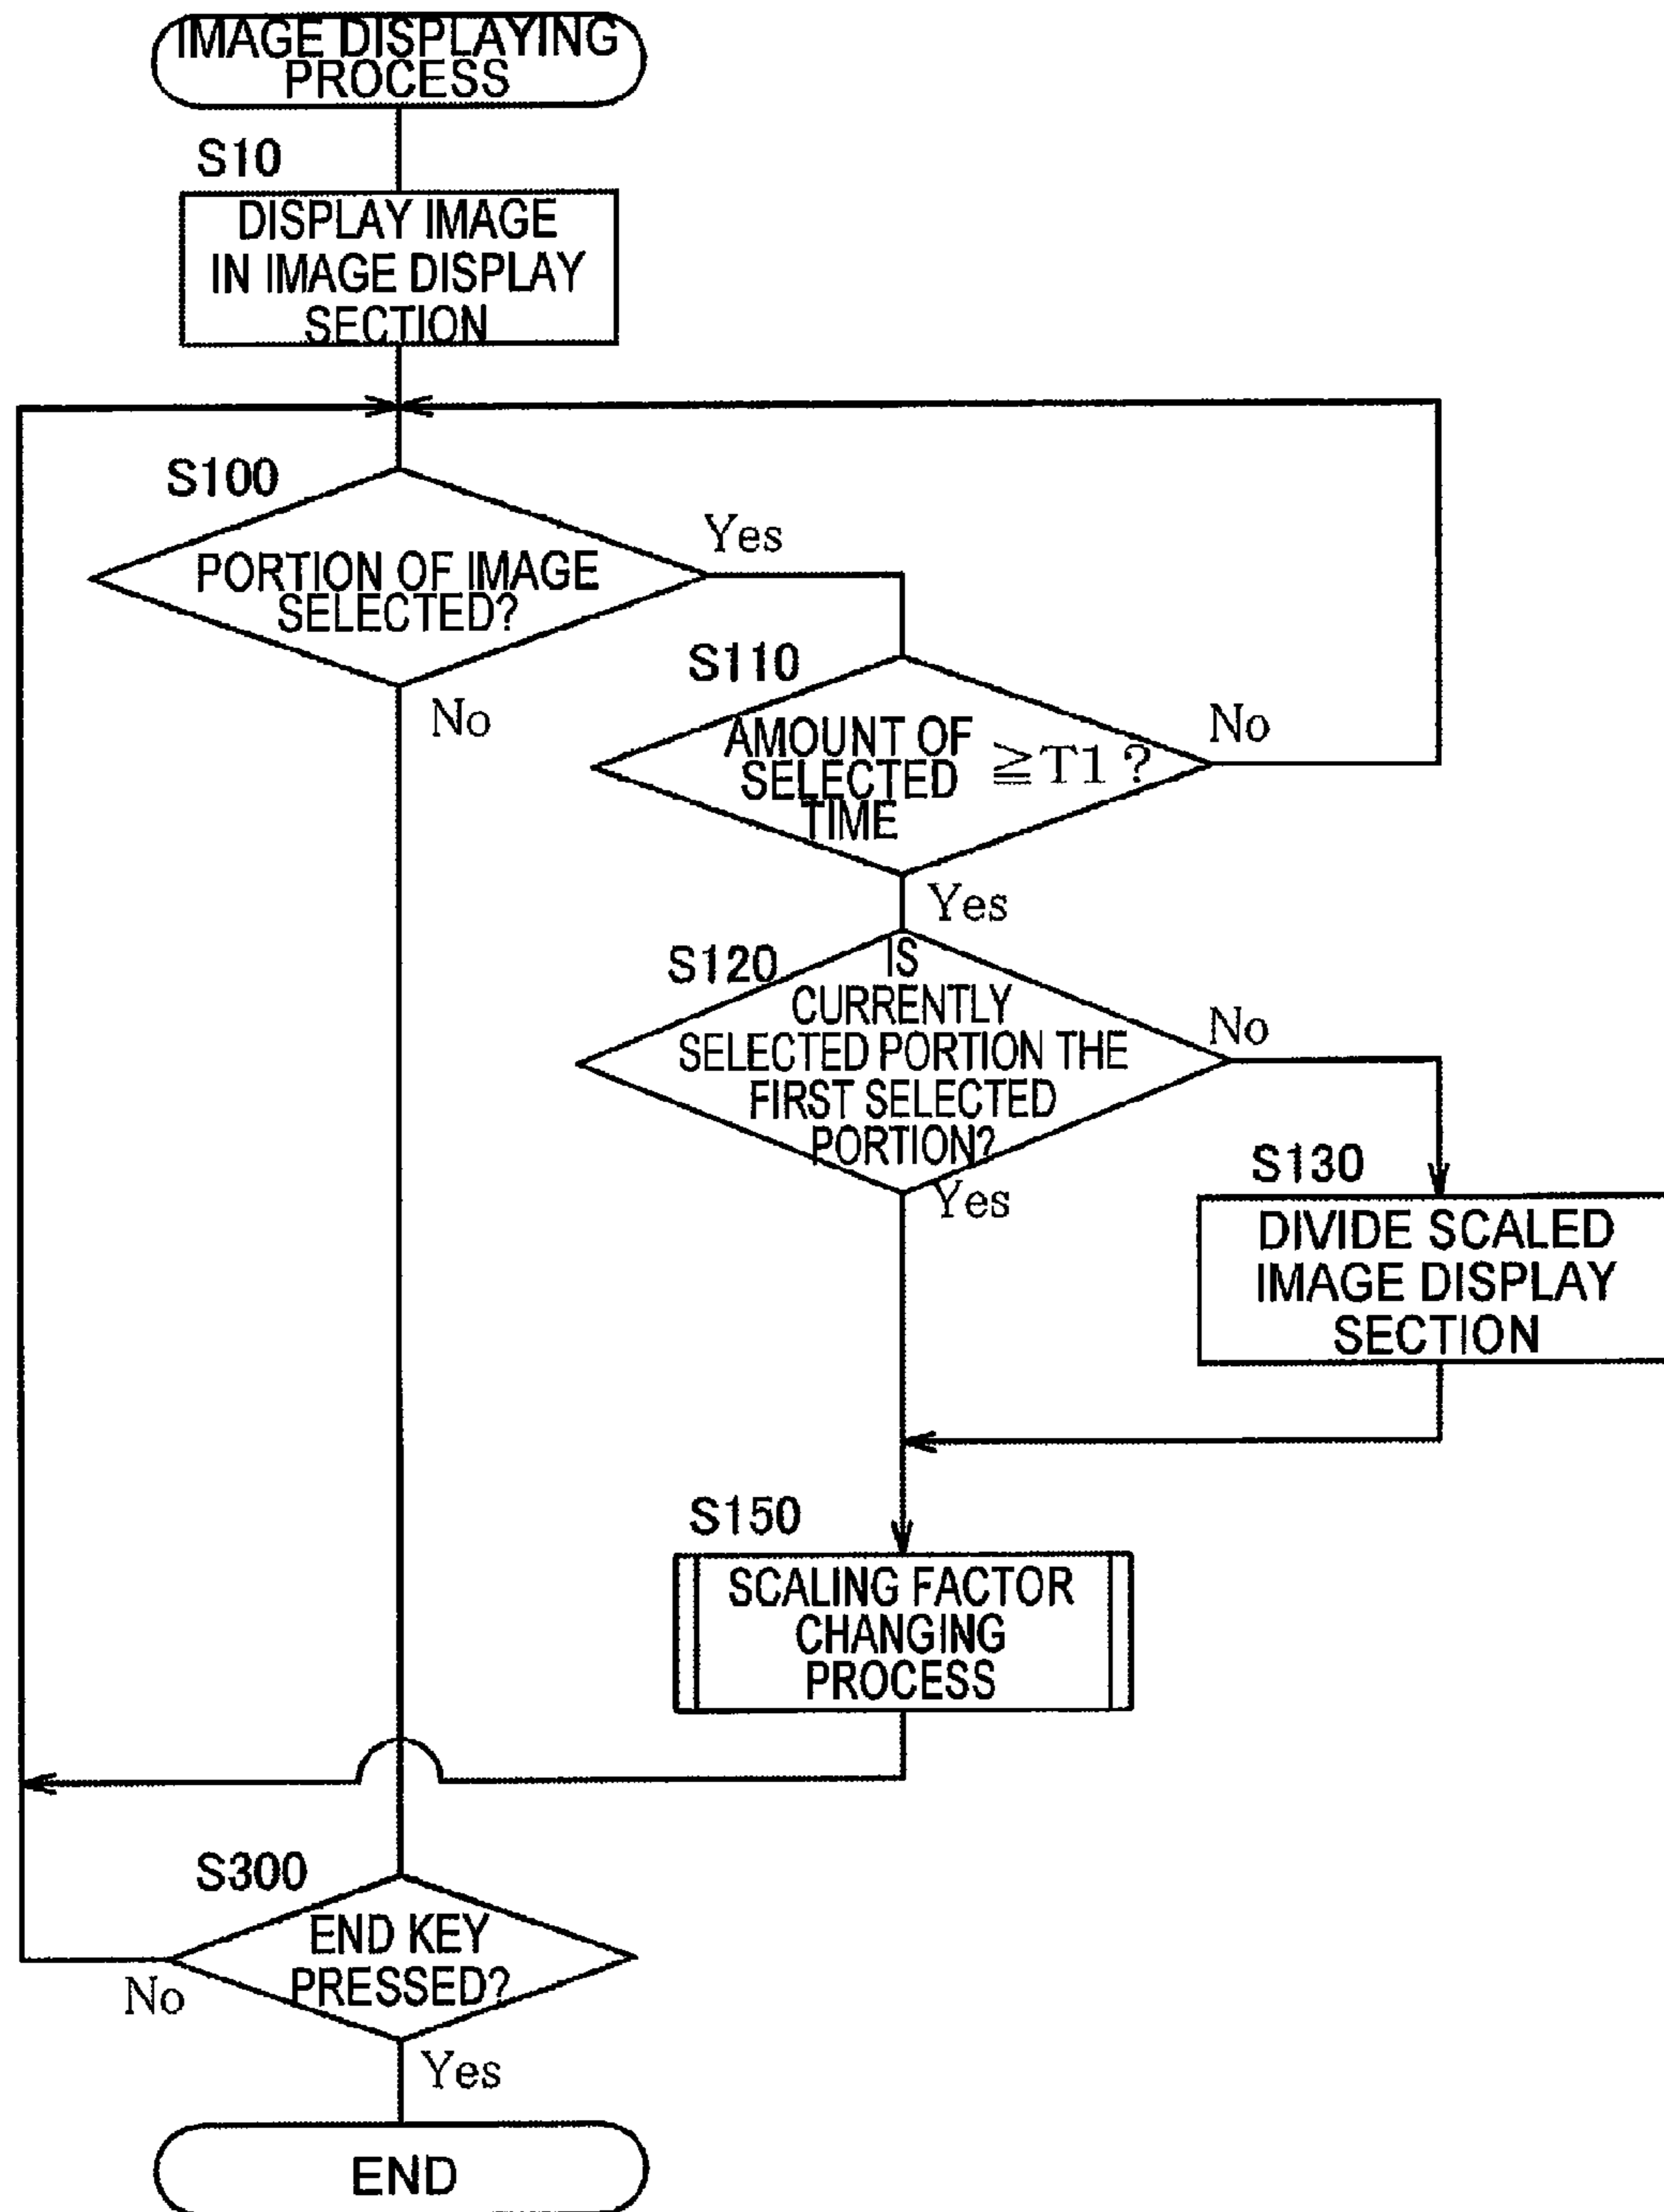 IMAGE DISPLAYING
PROCESS
S10
DISPLAY IMAGE
IN IMAGE DISPLAY
SECTION
S100
PORTION OF IMAGE
SELECTED?
Yes
No
S110
AMOUNT OF
SELECTED
TIME
≧T1 ?
No
Yes
S120
IS
CURRENTLY
SELECTED PORTION THE
FIRST SELECTED
PORTION?
No
Yes
S130
DIVIDE SCALED
IMAGE DISPLAY
SECTION
S150
SCALING FACTOR
CHANGING
PROCESS
S300
END KEY
PRESSED?
No
Yes
END